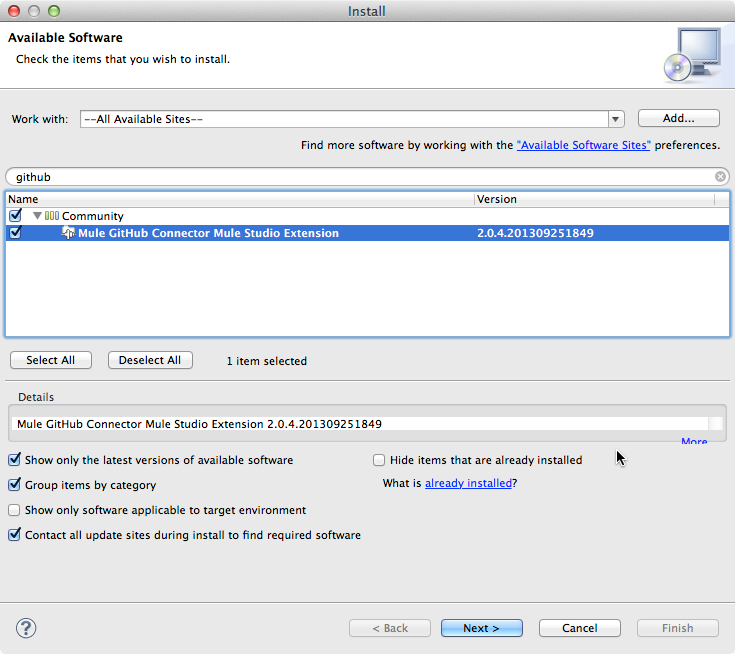 Install
Available Software
Check the items that you wish to install.
Work with: --All Available Sites-- Add...
Find more software by working with the "Available Software Sites" preferences.
github
Name Version
Community
Mule GitHub Connector Mule Studio Extension 2.0.4.201309251849
Select All Deselect All 1 item selected
Details
Mule GitHub Connector Mule Studio Extension 2.0.4.201309251849
More
Show only the latest versions of available software Hide items that are already installed
Group items by category What is already installed?
Show only software applicable to target environment
Contact all update sites during install to find required software
? < Back Next > Cancel Finish